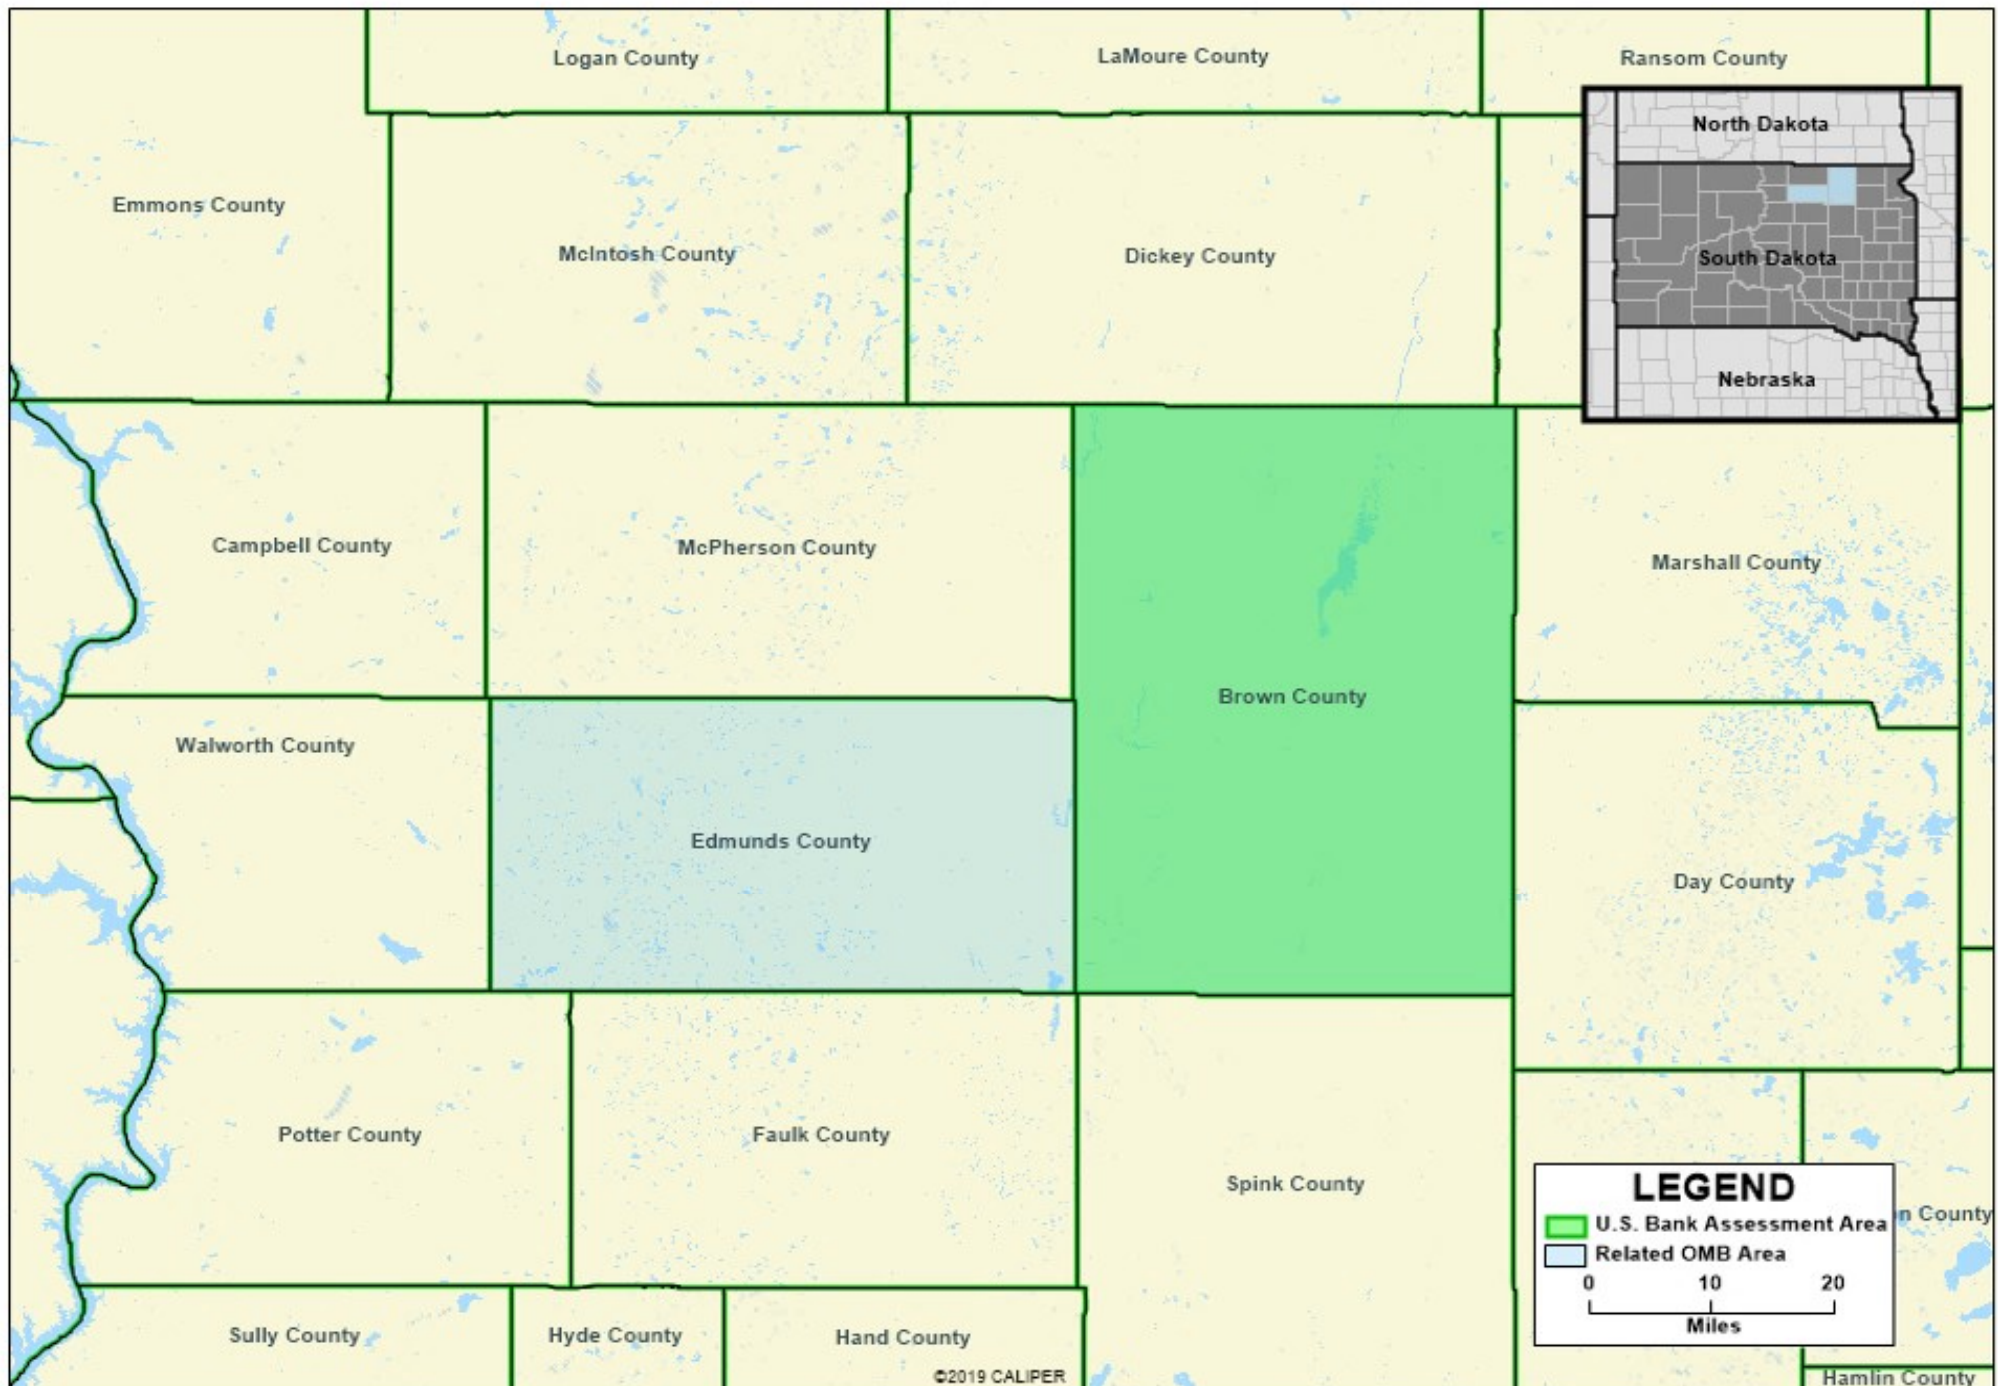 Logan County
LaMoure County
Ransom County
North Dakota
South Dakota
Nebraska
Emmons County
McIntosh County
Dickey County
Campbell County
McPherson County
Marshall County
Brown County
Walworth County
Edmunds County
Day County
Potter County
Faulk County
Spink County
LEGEND
U.S. Bank Assessment Area
Related OMB Area
0 10 20
Miles
n County
Sully County
Hyde County
Hand County
©2019 CALIPER
Hamlin County